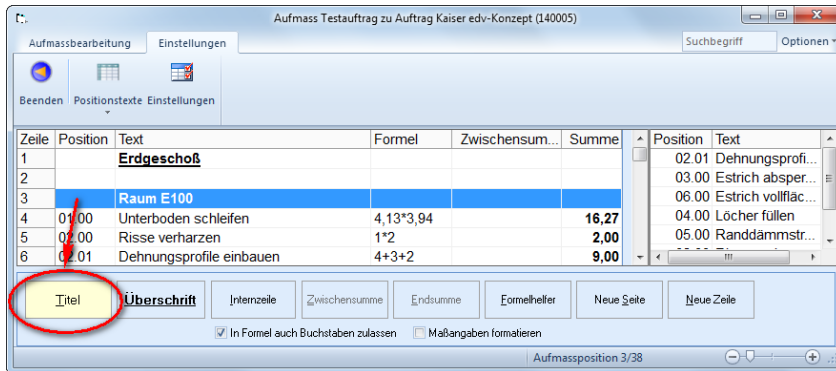 Aufmass Testauftrag zu Auftrag Kaiser edv-Konzept (140005)
Aufmassbearbeitung Einstellungen Suchbegriff Optionen
Beenden Positionstexte Einstellungen
Zeile Position Text Formel Zwischensum... Summe Position Text
1 Erdgeschoß 02.01 Dehnungsprofi...
2 03.00 Estrich absper...
3 Raum E100 06.00 Estrich vollfläc...
4 01.00 Unterboden schleifen 4,13*3,94 16,27 04.00 Löcher füllen
5 02.00 Risse verharzen 1*2 2,00 05.00 Randdämmstr...
6 02.01 Dehnungsprofile einbauen 4+3+2 9,00
Titel Überschrift Internzeile Zwischensumme Endsumme Formelhelfer Neue Seite Neue Zeile
In Formel auch Buchstaben zulassen Maßangaben formatieren
Aufmassposition 3/38